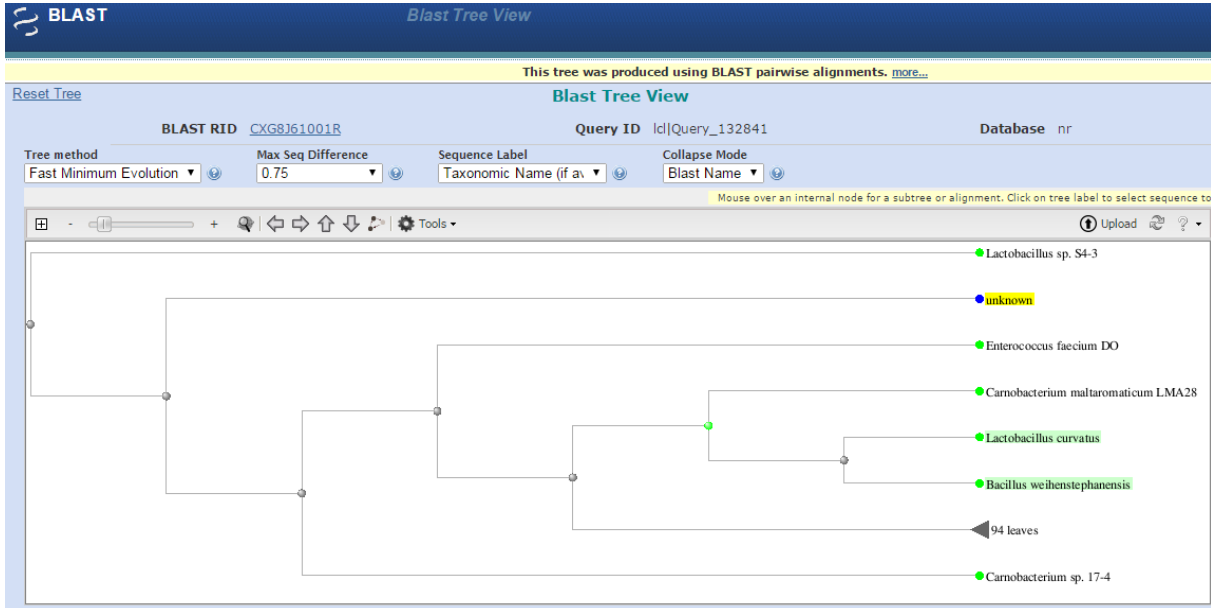 BLAST Blast Tree View
This tree was produced using BLAST pairwise alignments. more...
Reset Tree Blast Tree View
BLAST RID CXG8J61001R Query ID lcl|Query_132841 Database nr
Tree method Max Seq Difference Sequence Label Collapse Mode
Fast Minimum Evolution 0.75 Taxonomic Name (if av Blast Name
Mouse over an internal node for a subtree or alignment. Click on tree label to select sequence to
- + Tools Upload ?
Lactobacillus sp. S4-3
unknown
Enterococcus faecium DO
Carnobacterium maltaromaticum LMA28
Lactobacillus curvatus
Bacillus weihenstephanensis
94 leaves
Carnobacterium sp. 17-4